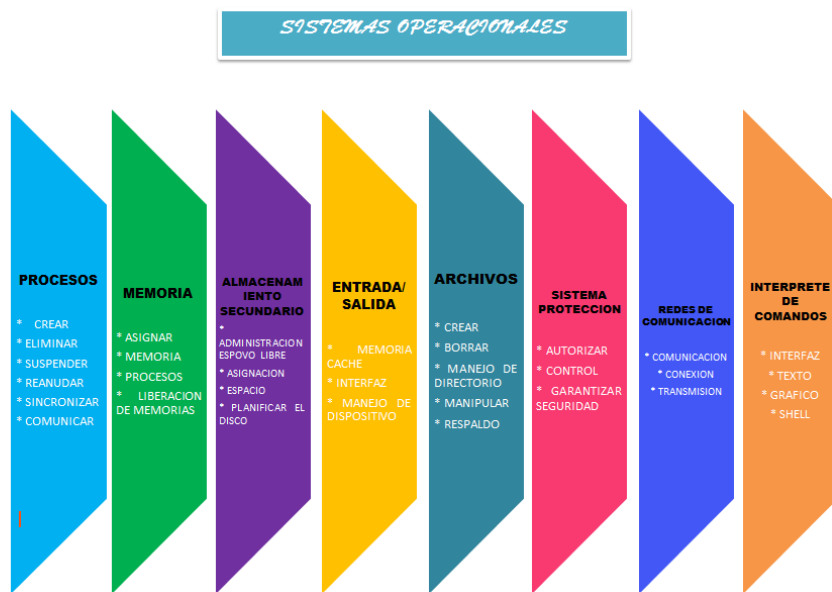 SISTEMAS OPERACIONALES
PROCESOS
* CREAR
* ELIMINAR
* SUSPENDER
* REANUDAR
* SINCRONIZAR
* COMUNICAR
MEMORIA
* ASIGNAR
* MEMORIA
* PROCESOS
* LIBERACION
DE MEMORIAS
ALMACENAM
IENTO
SECUNDARIO
*
ADMINISTRACION
ESPOVO LIBRE
* ASIGNACION
* ESPACIO
* PLANIFICAR EL
DISCO
ENTRADA/
SALIDA
* MEMORIA
CACHE
* INTERFAZ
* MANEJO DE
DISPOSITIVO
ARCHIVOS
* CREAR
* BORRAR
* MANEJO DE
DIRECTORIO
* MANIPULAR
* RESPALDO
SISTEMA
PROTECCION
* AUTORIZAR
* CONTROL
* GARANTIZAR
SEGURIDAD
REDES DE
COMUNICACION
* COMUNICACION
* CONEXION
* TRANSMISION
INTERPRETE
DE
COMANDOS
* INTERFAZ
* TEXTO
* GRAFICO
* SHELL